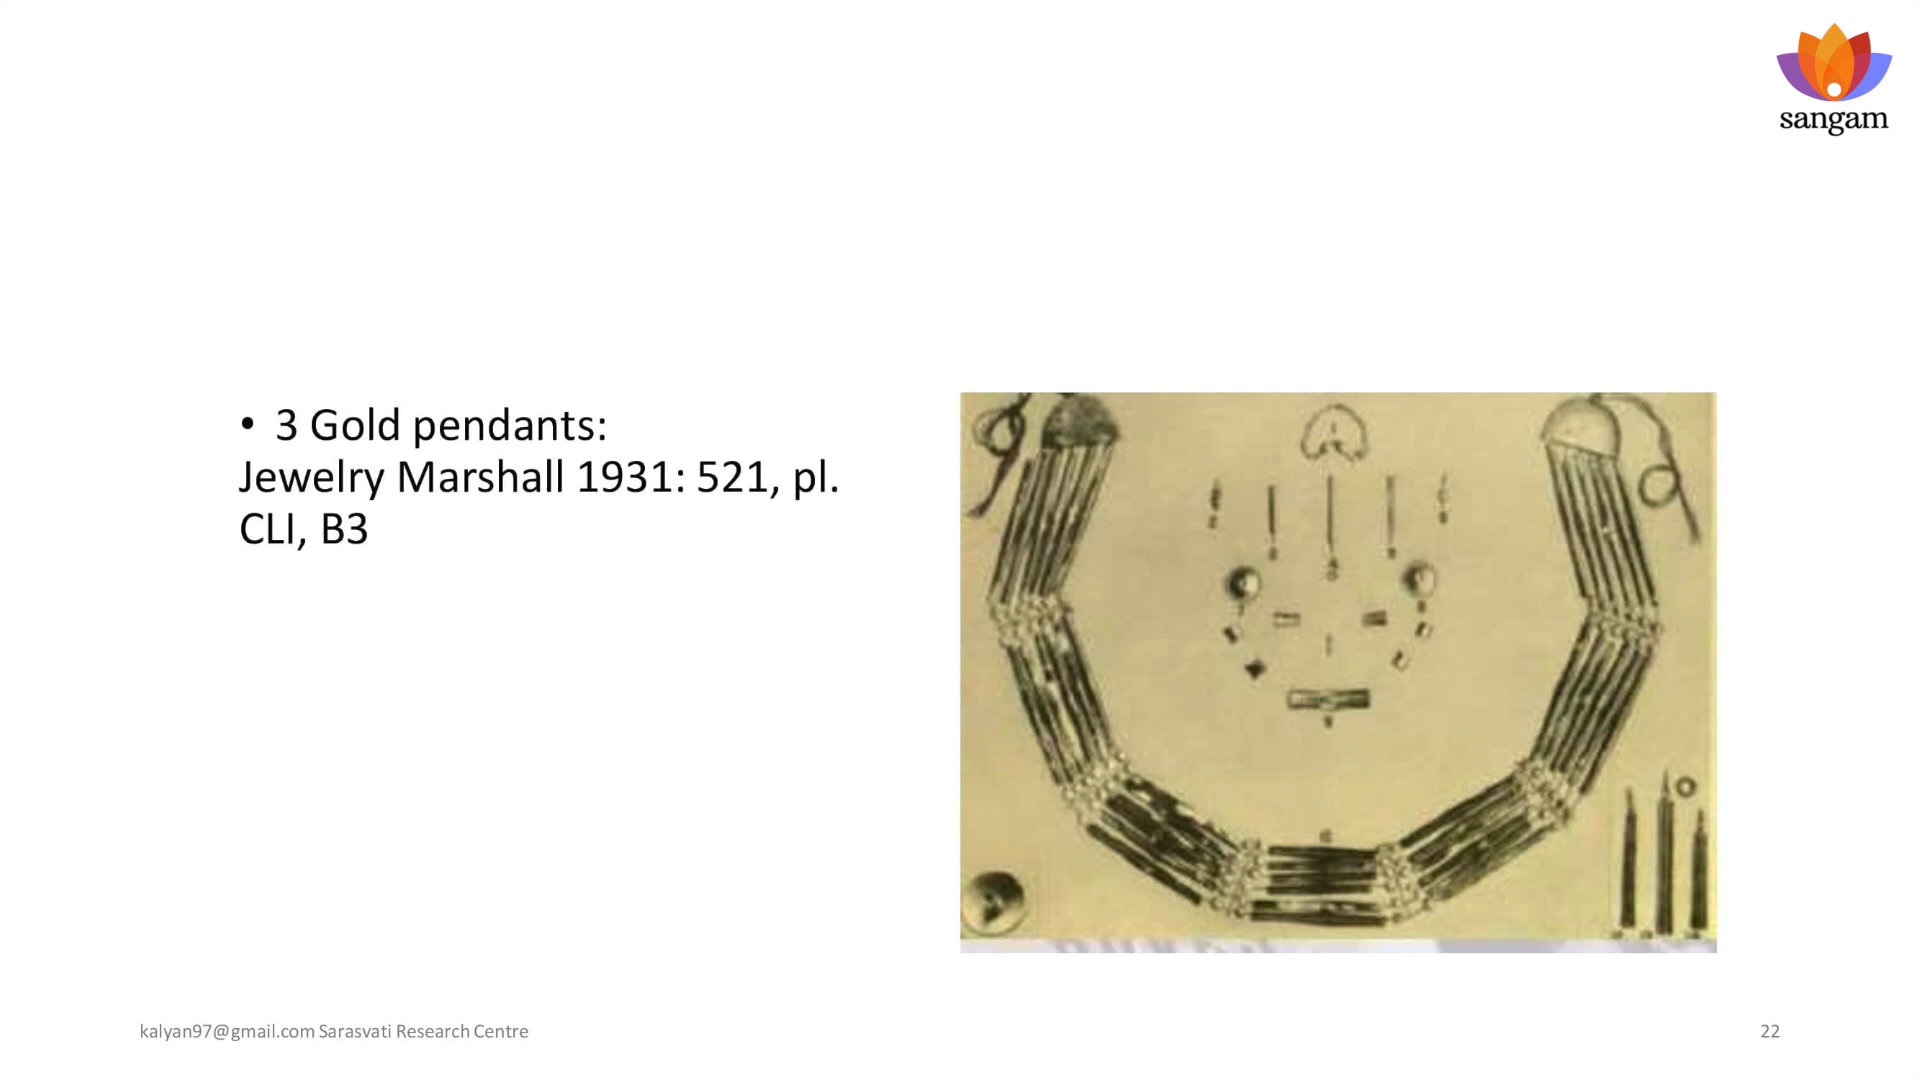 sangam
• 3 Gold pendants:
Jewelry Marshall 1931: 521, pl.
CLI, B3
kalyan97@gmail.com Sarasvati Research Centre
22